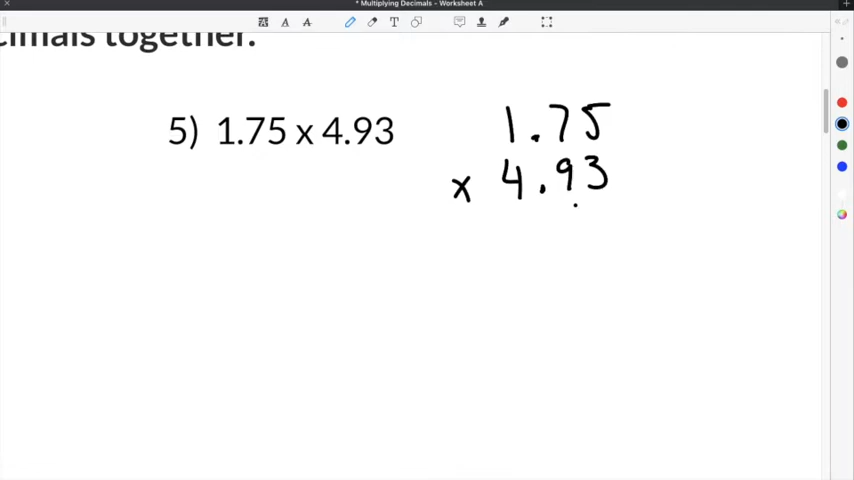 * Multiplying Decimals - Worksheet A
cimals together.
5) 1.75 x 4.93
1.75
x 4.93